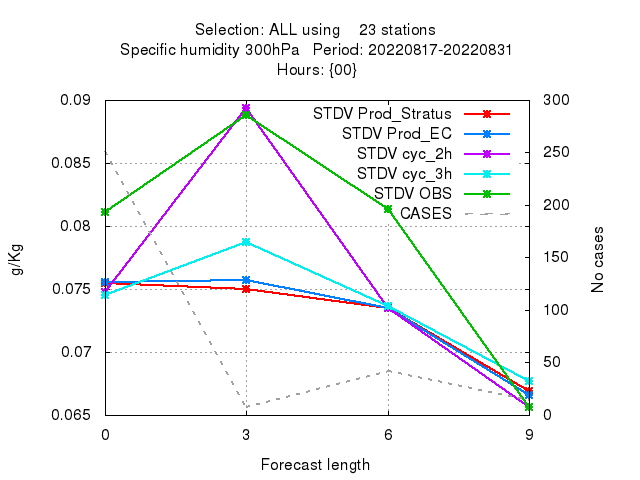 Selection: ALL using    23 stations
Specific humidity 300hPa   Period: 20220817-20220831
Hours: {00}
0.09
0.085
0.08
0.075
0.07
0.065
g/Kg
STDV Prod_Stratus
STDV Prod_EC
STDV cyc_2h
STDV cyc_3h
STDV OBS
CASES
300
250
200
150
100
50
0
No cases
0 3 6 9
Forecast length